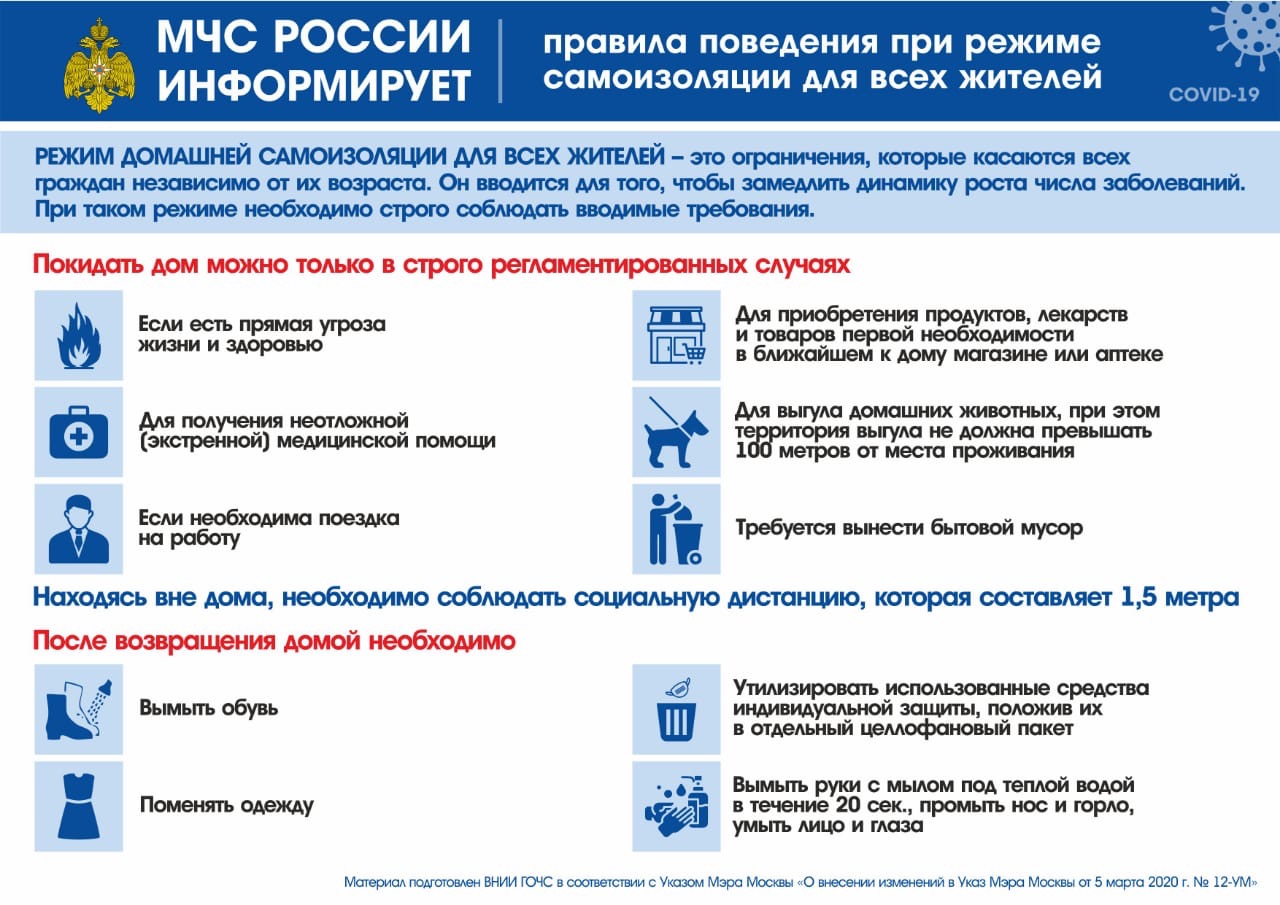 МЧС РОССИИ
ИНФОРМИРУЕТ
правила поведения при режиме
самоизоляции для всех жителей
COVID-19
РЕЖИМ ДОМАШНЕЙ САМОИЗОЛЯЦИИ ДЛЯ ВСЕХ ЖИТЕЛЕЙ – это ограничения, которые касаются всех
граждан независимо от их возраста. Он вводится для того, чтобы замедлить динамику роста числа заболеваний.
При таком режиме необходимо строго соблюдать вводимые требования.
Покидать дом можно только в строго регламентированных случаях
Если есть прямая угроза
жизни и здоровью
Для получения неотложной
(экстренной) медицинской помощи
Если необходима поездка
на работу
Для приобретения продуктов, лекарств
и товаров первой необходимости
в ближайшем к дому магазине или аптеке
Для выгула домашних животных, при этом
территория выгула не должна превышать
100 метров от места проживания
Требуется вынести бытовой мусор
Находясь вне дома, необходимо соблюдать социальную дистанцию, которая составляет 1,5 метра
После возвращения домой необходимо
Вымыть обувь
Поменять одежду
Утилизировать использованные средства
индивидуальной защиты, положив их
в отдельный целлофановый пакет
Вымыть руки с мылом под теплой водой
в течение 20 сек., промыть нос и горло,
умыть лицо и глаза
Материал подготовлен ВНИИ ГОЧС в соответствии с Указом Мэра Москвы «О внесении изменений в Указ Мэра Москвы от 5 марта 2020 г. № 12-УМ»